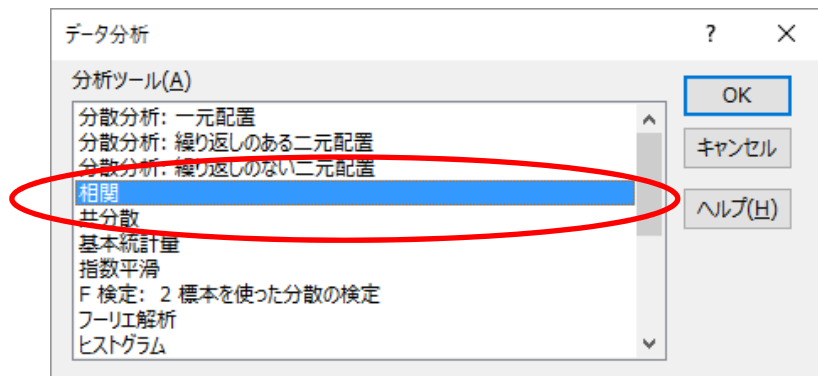 データ分析
? ×
分析ツール(A)
分散分析: 一元配置
分散分析: 繰り返しのある二元配置
分散分析: 繰り返しのない二元配置
相関
共分散
基本統計量
指数平滑
F 検定: 2 標本を使った分散の検定
フーリエ解析
ヒストグラム
OK
キャンセル
ヘルプ(H)